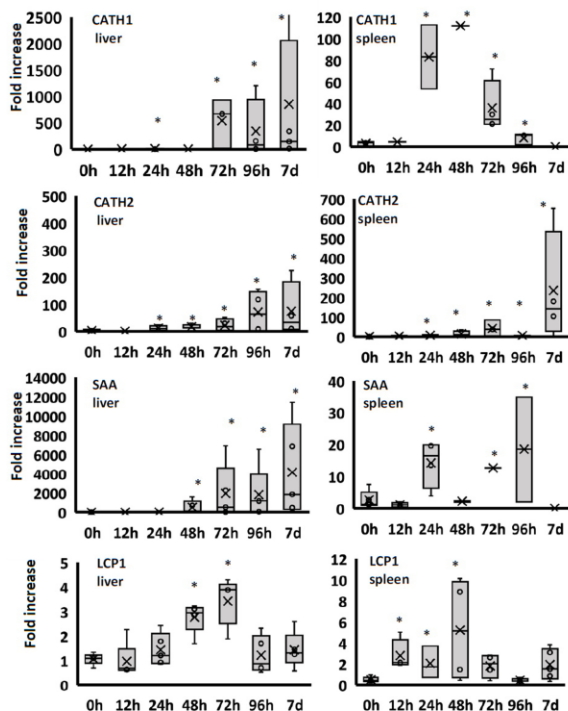 CATH1
liver
Fold increase
2500
2000
1500
1000
500
0
* * * *
0h 12h 24h 48h 72h 96h 7d
CATH1
spleen
120
100
80
60
40
20
0
* * * *
0h 12h 24h 48h 72h 96h 7d
CATH2
liver
Fold increase
500
400
300
200
100
0
* * * * *
0h 12h 24h 48h 72h 96h 7d
CATH2
spleen
700
600
500
400
300
200
100
0
* * * * *
0h 12h 24h 48h 72h 96h 7d
SAA
liver
Fold increase
14000
12000
10000
8000
6000
4000
2000
0
* * * *
0h 12h 24h 48h 72h 96h 7d
SAA
spleen
40
30
20
10
0
* * *
0h 12h 24h 48h 72h 96h 7d
LCP1
liver
Fold increase
5
4
3
2
1
0
* *
0h 12h 24h 48h 72h 96h 7d
LCP1
spleen
12
10
8
6
4
2
0
* * *
0h 12h 24h 48h 72h 96h 7d